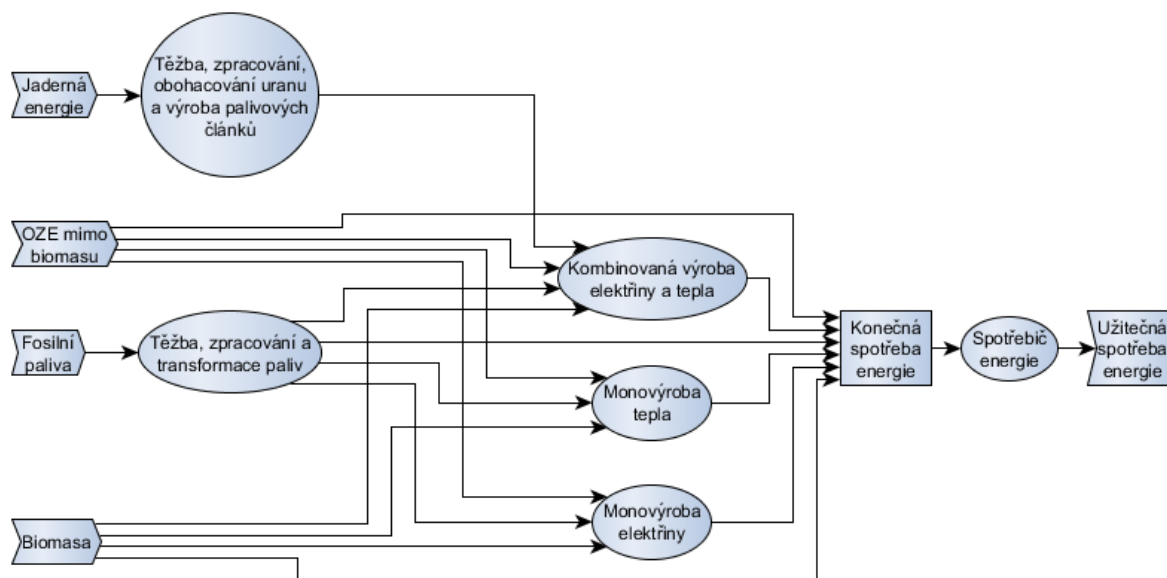 Jaderná
energie
Těžba, zpracování,
obohacování uranu
a výroba palivových
článků
OZE mimo
biomasu
Kombinovaná výroba
elektřiny a tepla
Fosilní
paliva
Těžba, zpracování a
transformace paliv
Konečná
spotřeba
energie
Spotřebič
energie
Užitečná
spotřeba
energie
Monovýroba
tepla
Monovýroba
elektřiny
Biomasa